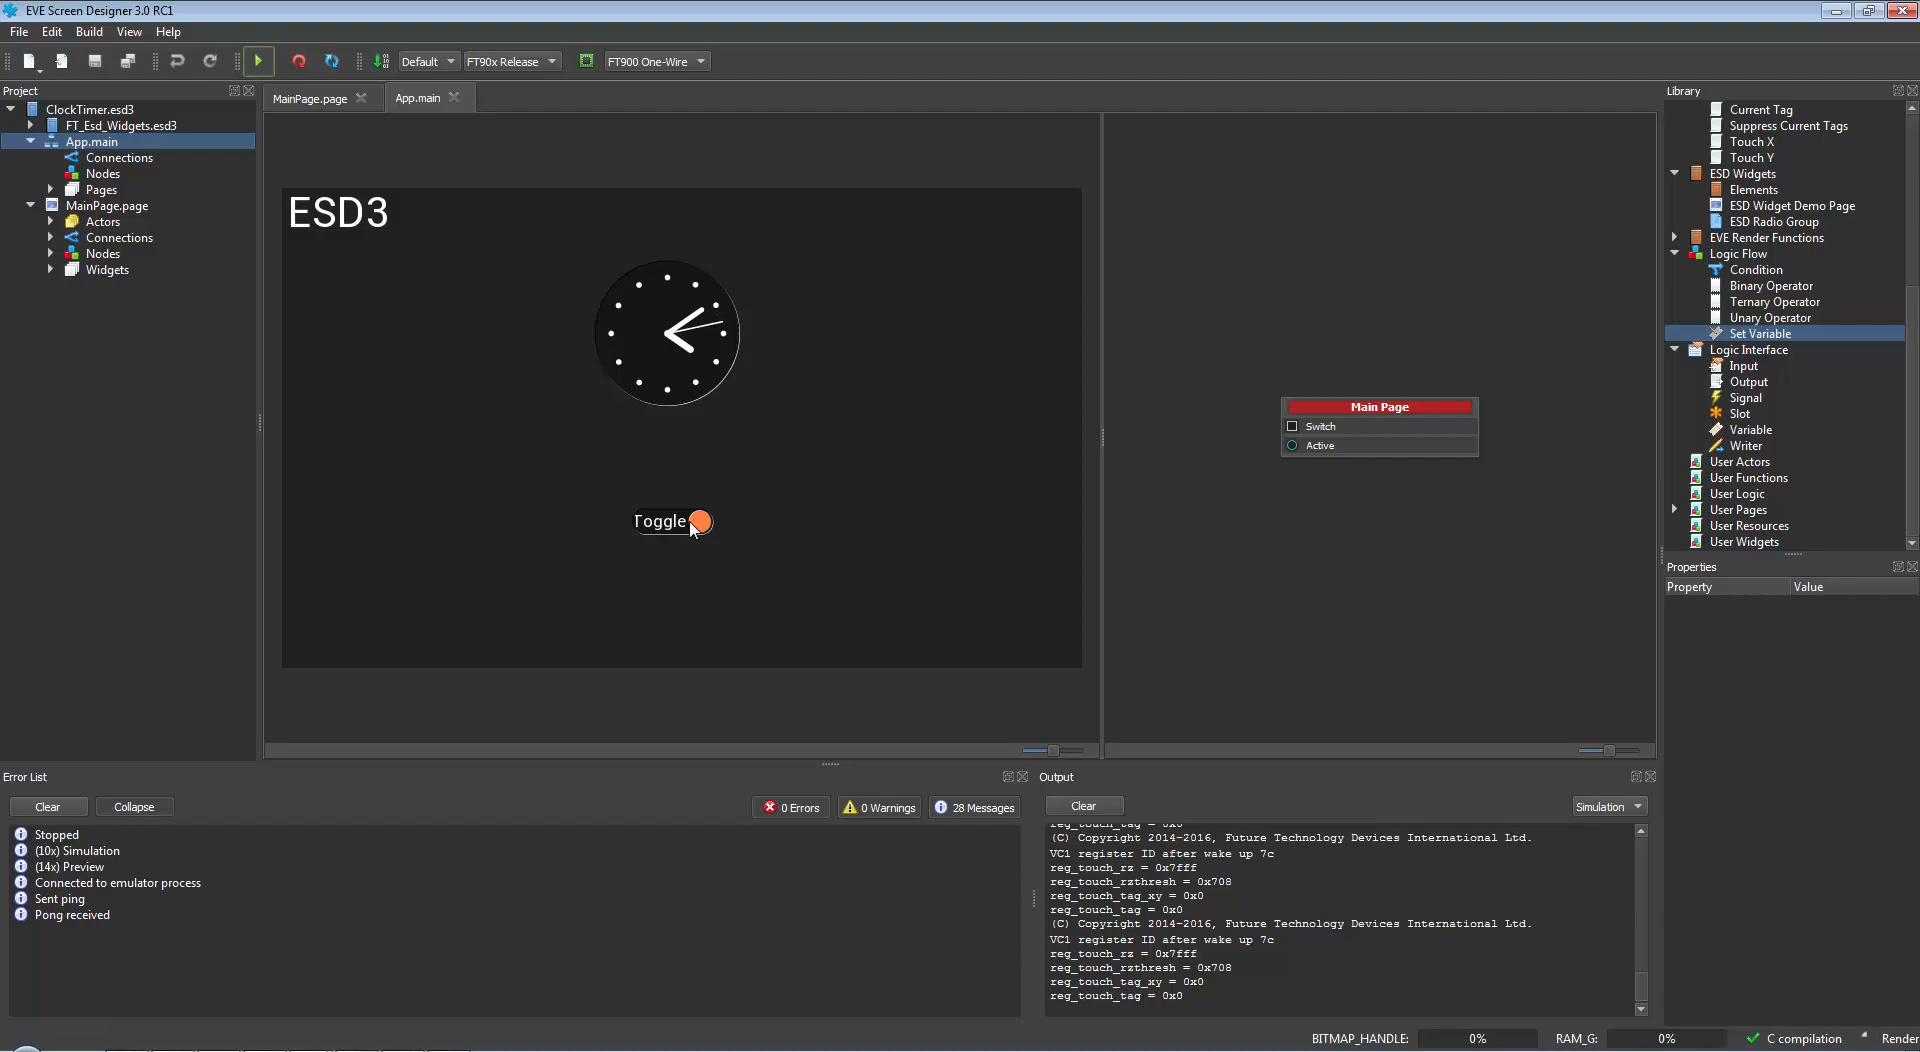 EVE Screen Designer 3.0 RC1
File Edit Build View Help
Default FT90x Release FT900 One-Wire
Project
ClockTimer.esd3
FT_Esd_Widgets.esd3
App.main
Connections
Nodes
Pages
MainPage.page
Actors
Connections
Nodes
Widgets
MainPage.page App.main
ESD3
Toggle
Main Page
Switch
Active
Library
Current Tag
Suppress Current Tags
Touch X
Touch Y
ESD Widgets
Elements
ESD Widget Demo Page
ESD Radio Group
EVE Render Functions
Logic Flow
Condition
Binary Operator
Ternary Operator
Unary Operator
Set Variable
Logic Interface
Input
Output
Signal
Slot
Variable
Writer
User Actors
User Functions
User Logic
User Pages
User Resources
User Widgets
Properties
Property Value
Error List
Clear Collapse 0 Errors 0 Warnings 28 Messages
Stopped
(10x) Simulation
(14x) Preview
Connected to emulator process
Sent ping
Pong received
Output
Clear Simulation
reg_touch_tag = 0x0
(C) Copyright 2014-2016, Future Technology Devices International Ltd.
VC1 register ID after wake up 7c
reg_touch_rz = 0x7fff
reg_touch_rzthresh = 0x708
reg_touch_tag_xy = 0x0
reg_touch_tag = 0x0
(C) Copyright 2014-2016, Future Technology Devices International Ltd.
VC1 register ID after wake up 7c
reg_touch_rz = 0x7fff
reg_touch_rzthresh = 0x708
reg_touch_tag_xy = 0x0
reg_touch_tag = 0x0
BITMAP_HANDLE: 0% RAM_G: 0% C compilation Render